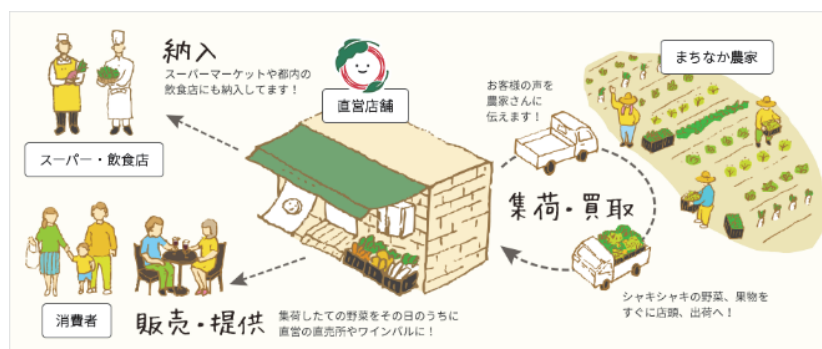 納入
スーパーマーケットや都内の
飲食店にも納入してます！
スーパー・飲食店
直営店舗
お客様の声を
農家さんに
伝えます！
まちなか農家
集荷・買取
シャキシャキの野菜、果物を
すぐに店頭、出荷へ！
消費者
販売・提供
集荷したての野菜をその日のうちに
直営の直売所やワインバルに！